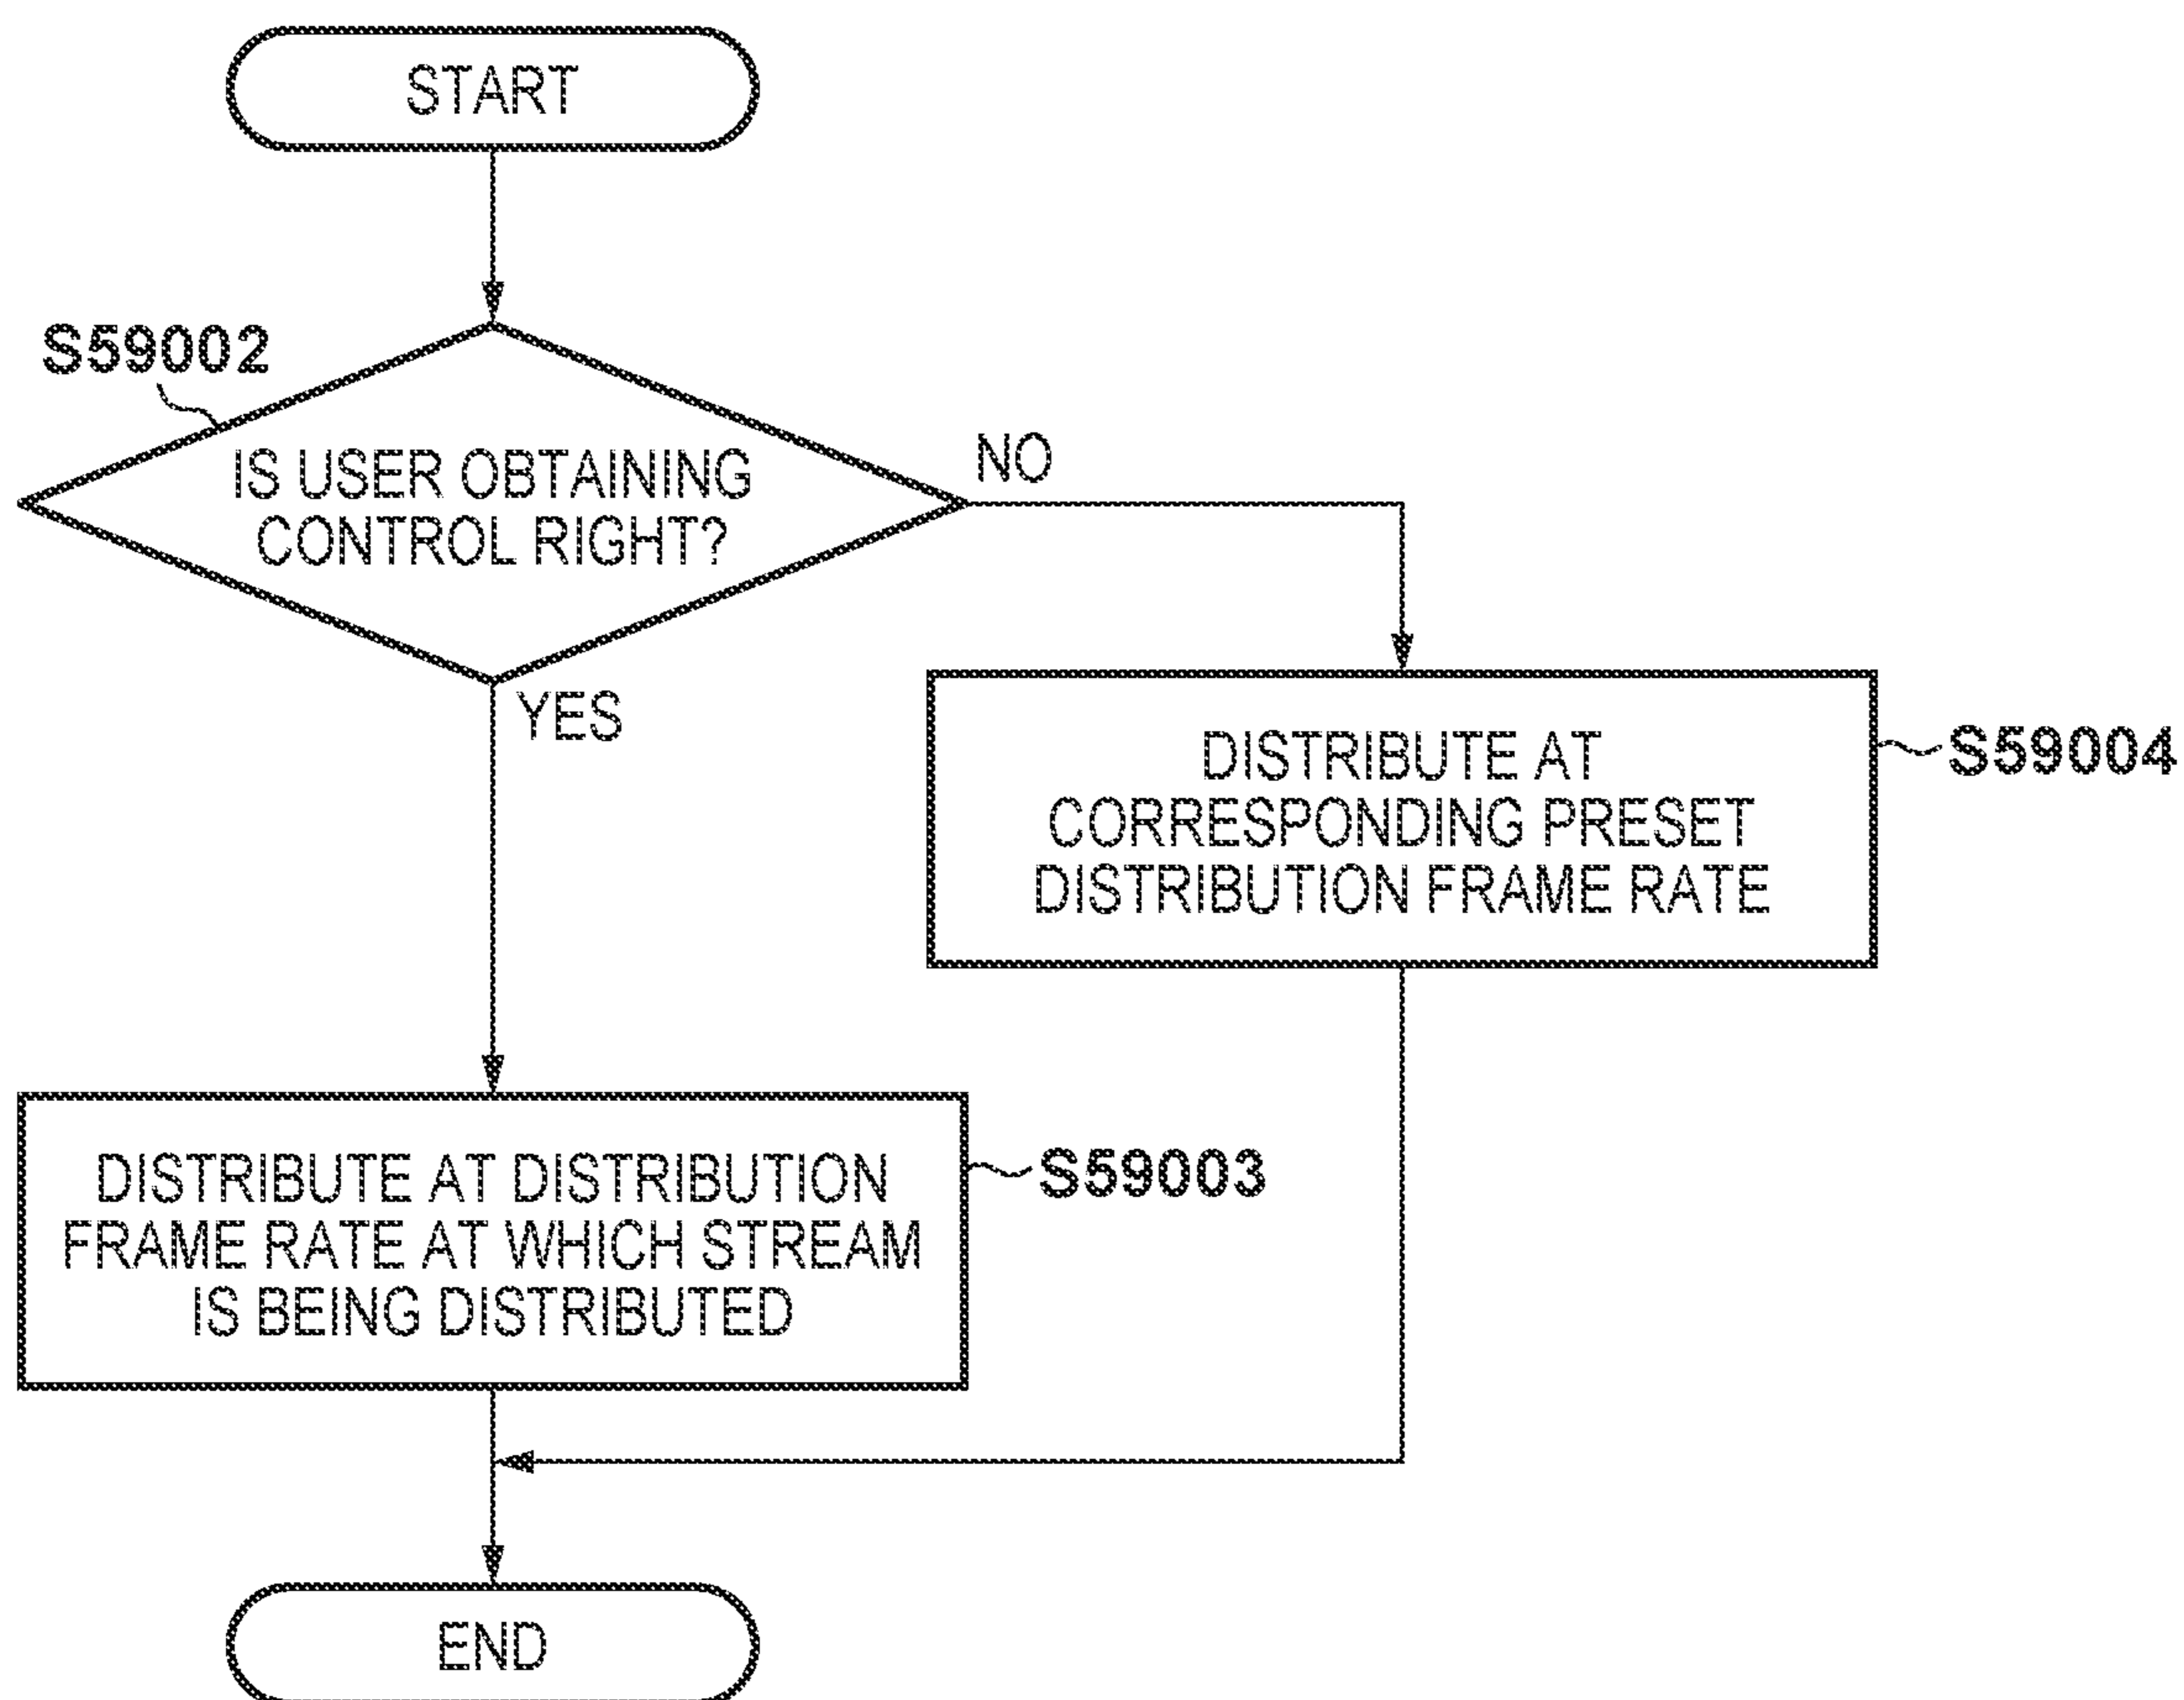 START
S59002
IS USER OBTAINING
CONTROL RIGHT?
NO
YES
DISTRIBUTE AT
CORRESPONDING PRESET
DISTRIBUTION FRAME RATE
S59004
DISTRIBUTE AT DISTRIBUTION
FRAME RATE AT WHICH STREAM
IS BEING DISTRIBUTED
S59003
END